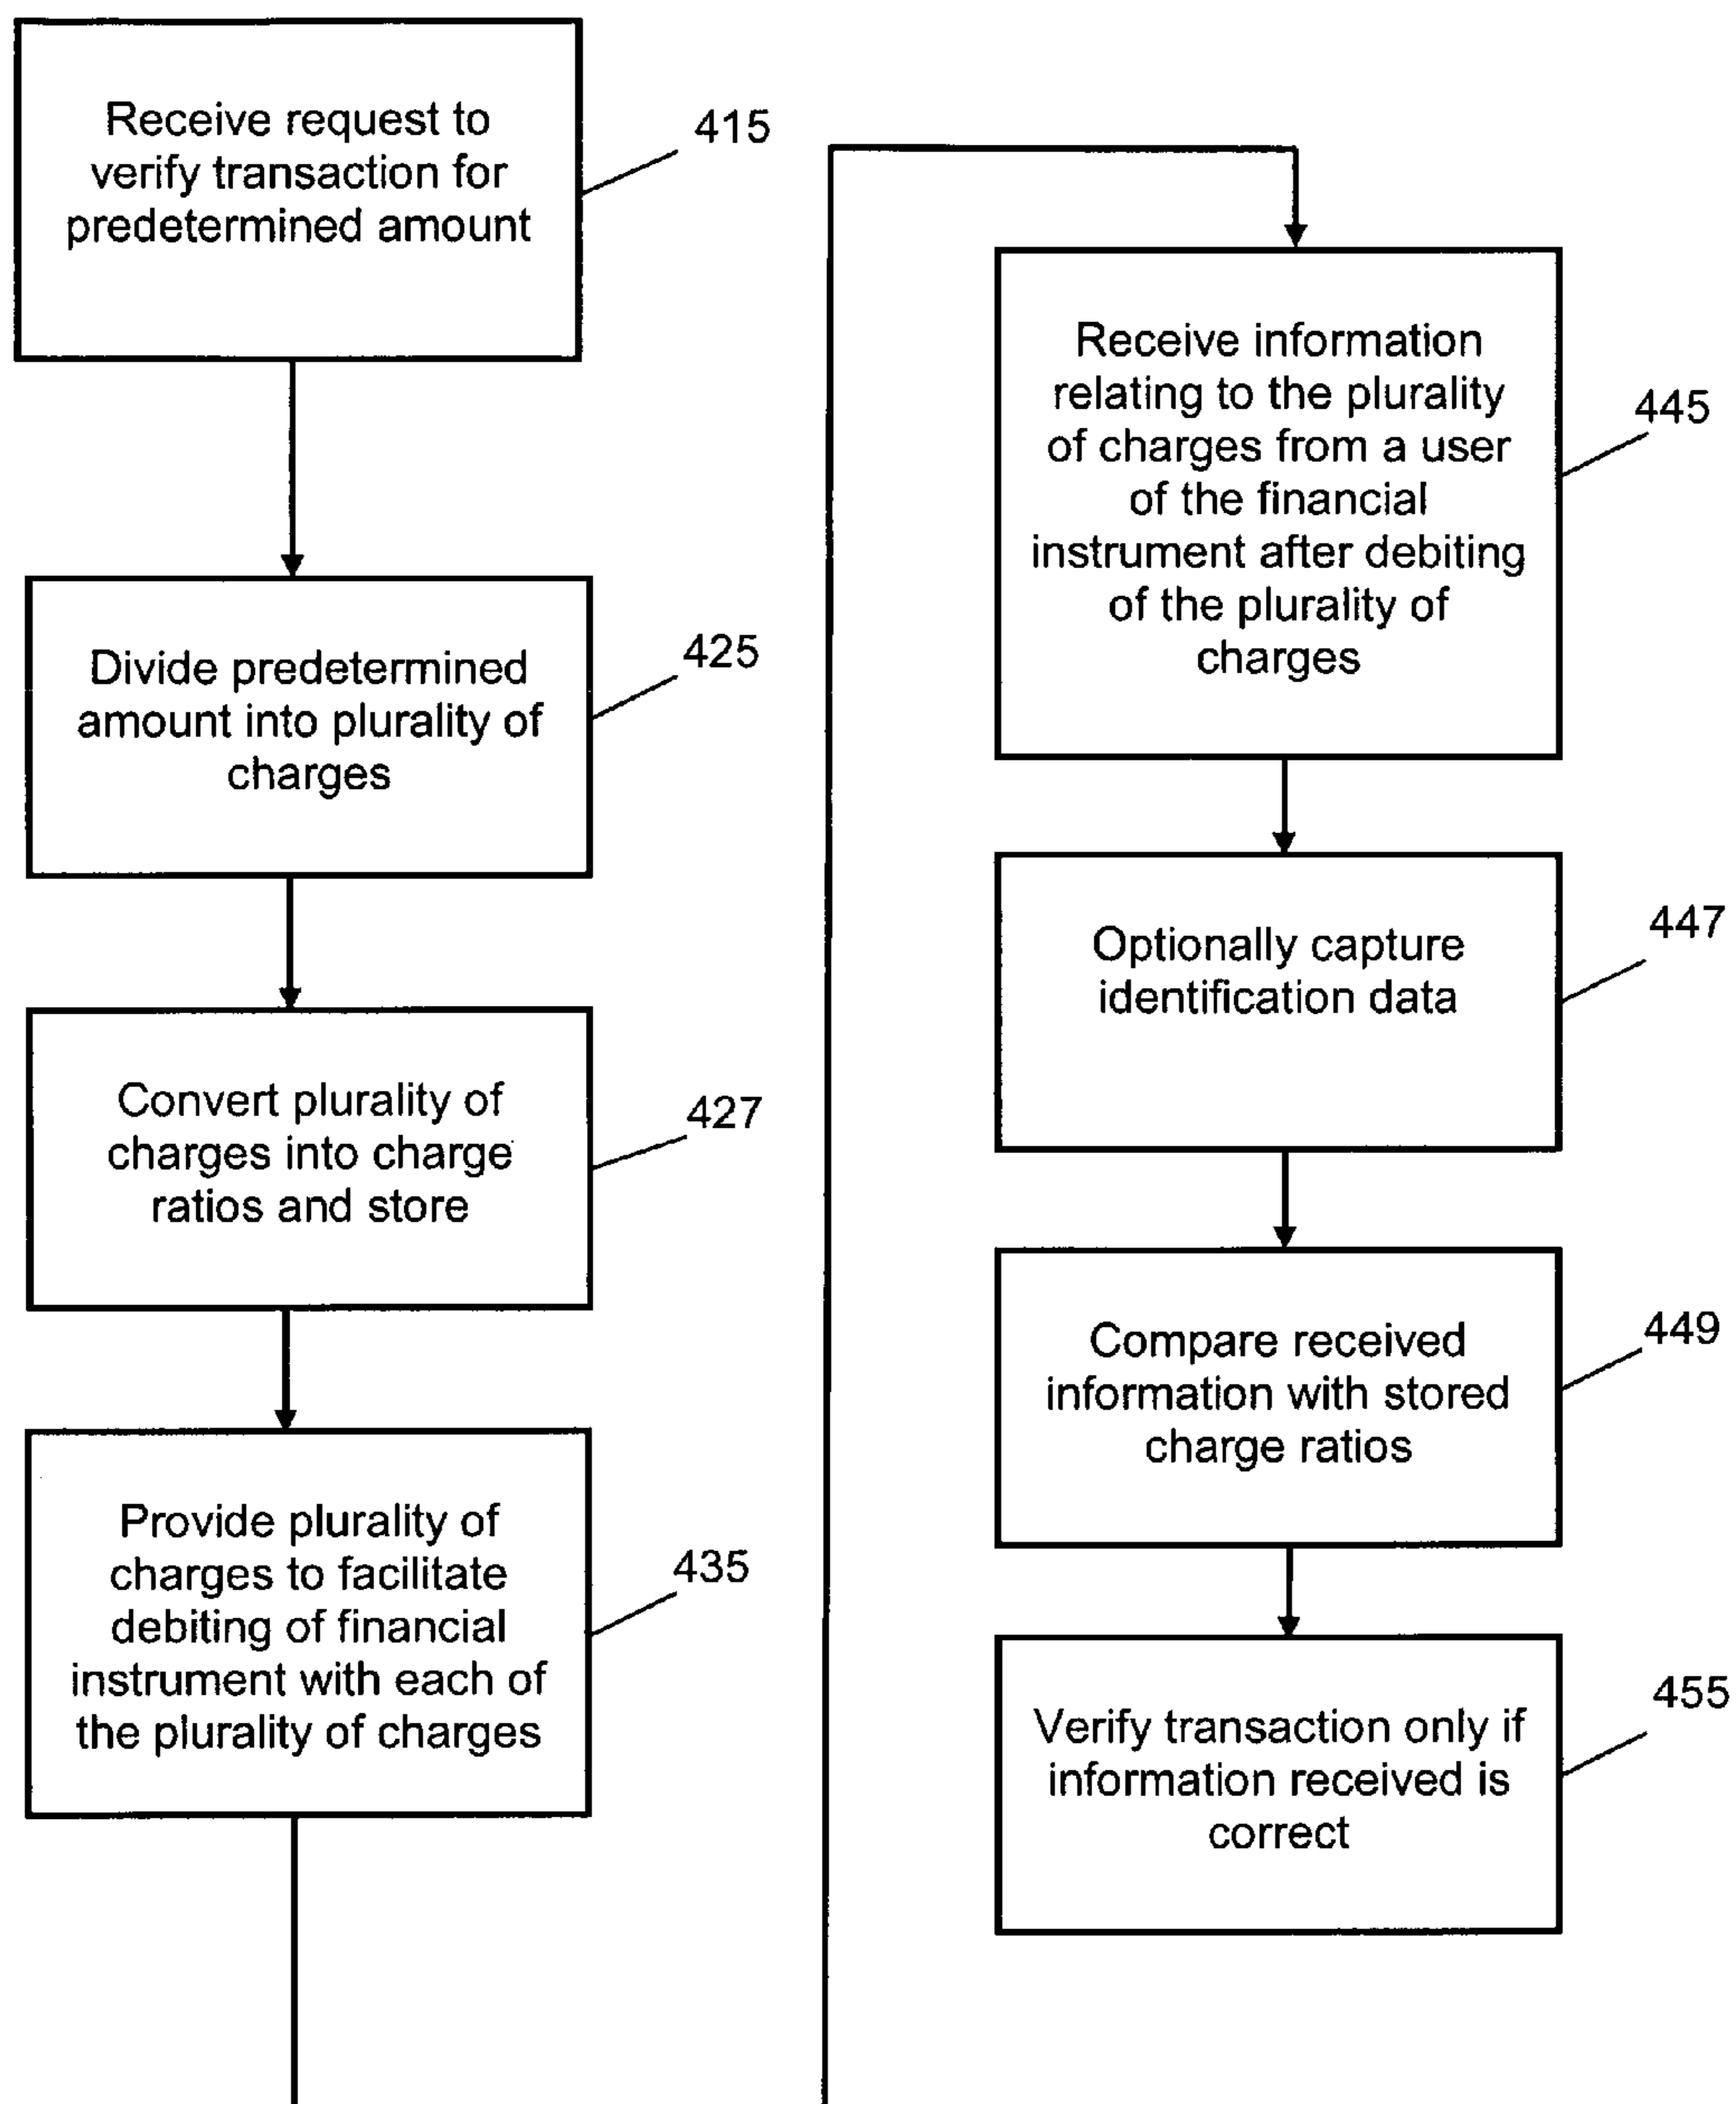 Receive request to
verify transaction for
predetermined amount
415
Divide predetermined
amount into plurality of
charges
425
Convert plurality of
charges into charge
ratios and store
427
Provide plurality of
charges to facilitate
debiting of financial
instrument with each of
the plurality of charges
435
Receive information
relating to the plurality
of charges from a user
of the financial
instrument after debiting
of the plurality of
charges
445
Optionally capture
identification data
447
Compare received
information with stored
charge ratios
449
Verify transaction only if
information received is
correct
455